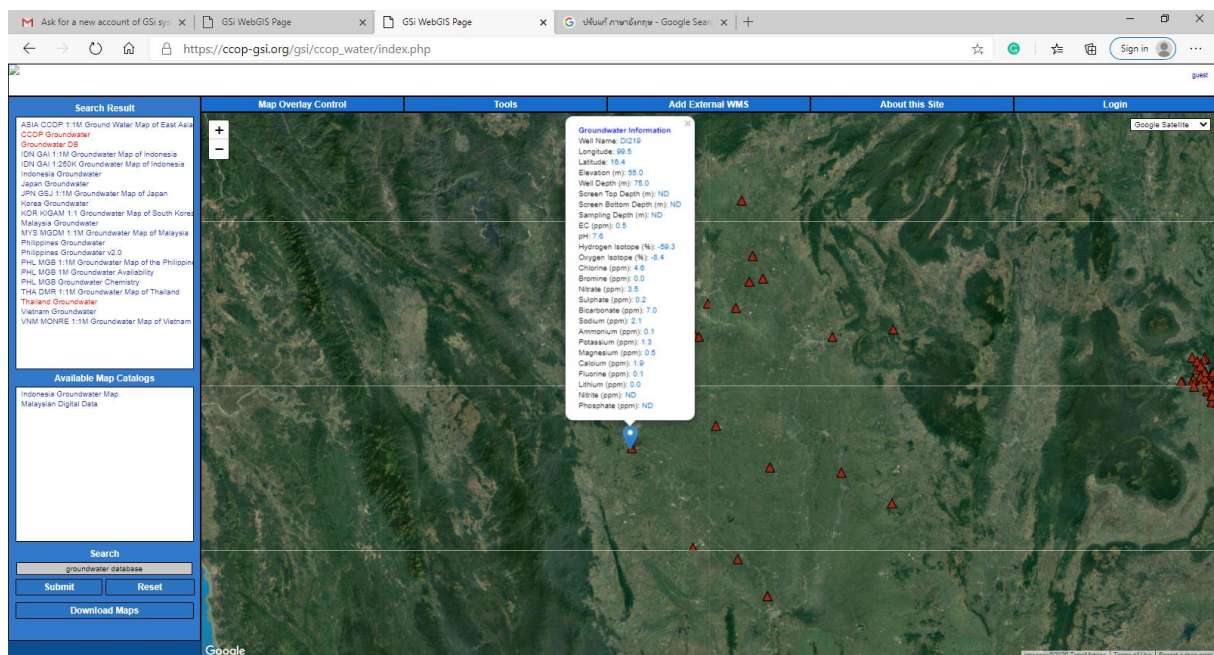 Ask for a new account of GSi sys
GSi WebGIS Page
GSi WebGIS Page
ปรับแก้ ภาษาอังกฤษ - Google Sear
https://ccop-gsi.org/gsi/ccop_water/index.php
Sign in
guest
Search Result
Map Overlay Control
Tools
Add External WMS
About this Site
Login
ASIA CCOP 1:1M Ground Water Map of East Asia
CCOP Groundwater
Groundwater DB
IDN GAI 1:1M Groundwater Map of Indonesia
IDN GAI 1:250K Groundwater Map of Indonesia
Indonesia Groundwater
Japan Groundwater
JPN GSJ 1:1M Groundwater Map of Japan
Korea Groundwater
KOR KIGAM 1:1 Groundwater Map of South Korea
Malaysia Groundwater
MYS MGDM 1:1M Groundwater Map of Malaysia
Philippines Groundwater
Philippines Groundwater v2.0
PHL MGB 1:1M Groundwater Map of the Philippine
PHL MGB 1M Groundwater Availability
PHL MGB Groundwater Chemistry
THA DMR 1:1M Groundwater Map of Thailand
Thailand Groundwater
Vietnam Groundwater
VNM MONRE 1:1M Groundwater Map of Vietnam
Available Map Catalogs
Indonesia Groundwater Map
Malaysian Digital Data
Search
groundwater database
Submit
Reset
Download Maps
+
−
Google Satellite
Groundwater Information
Well Name: DI219
Longitude: 99.5
Latitude: 16.4
Elevation (m): 55.0
Well Depth (m): 75.0
Screen Top Depth (m): ND
Screen Bottom Depth (m): ND
Sampling Depth (m): ND
EC (ppm): 0.5
pH: 7.6
Hydrogen Isotope (%): -59.3
Oxygen Isotope (%): -8.4
Chlorine (ppm): 4.6
Bromine (ppm): 0.0
Nitrate (ppm): 3.5
Sulphate (ppm): 0.2
Bicarbonate (ppm): 7.0
Sodium (ppm): 2.1
Ammonium (ppm): 0.1
Potassium (ppm): 1.3
Magnesium (ppm): 0.5
Calcium (ppm): 1.9
Fluorine (ppm): 0.1
Lithium (ppm): 0.0
Nitrite (ppm): ND
Phosphate (ppm): ND
Google